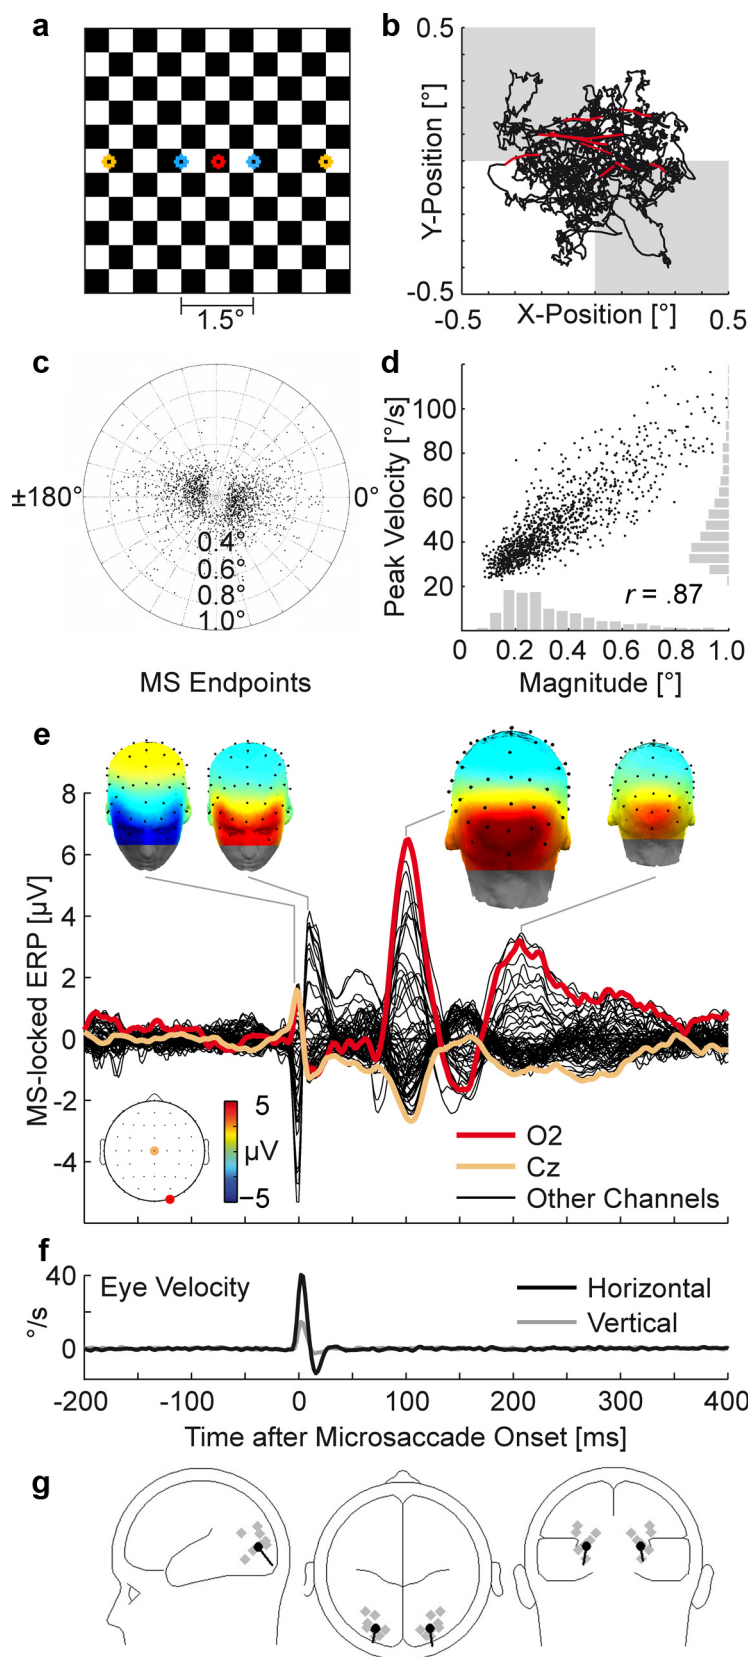 a
1.5°
b
0.5
Y-Position [°]
-0.5
-0.5
X-Position [°]
0.5
c
±180°
0°
0.4°
0.6°
0.8°
1.0°
MS Endpoints
d
Peak Velocity [°/s]
100
80
60
40
20
r = .87
0
0.2
0.4
0.6
0.8
1.0
Magnitude [°]
e
MS-locked ERP [µV]
8
6
4
2
0
-2
-4
5
µV
−5
O2
Cz
Other Channels
f
Eye Velocity
°/s
40
0
Horizontal
Vertical
-200
-100
0
100
200
300
400
Time after Microsaccade Onset [ms]
g